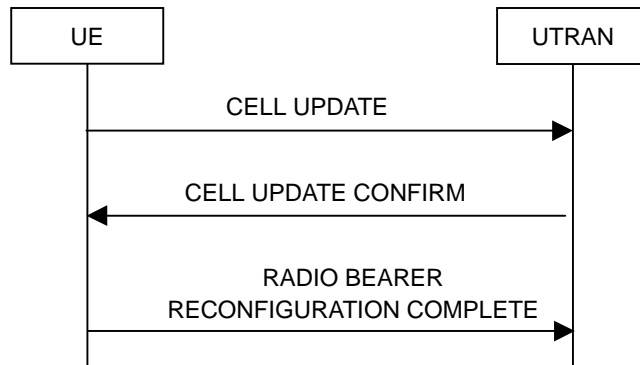 UE
UTRAN
CELL UPDATE
CELL UPDATE CONFIRM
RADIO BEARER
RECONFIGURATION COMPLETE